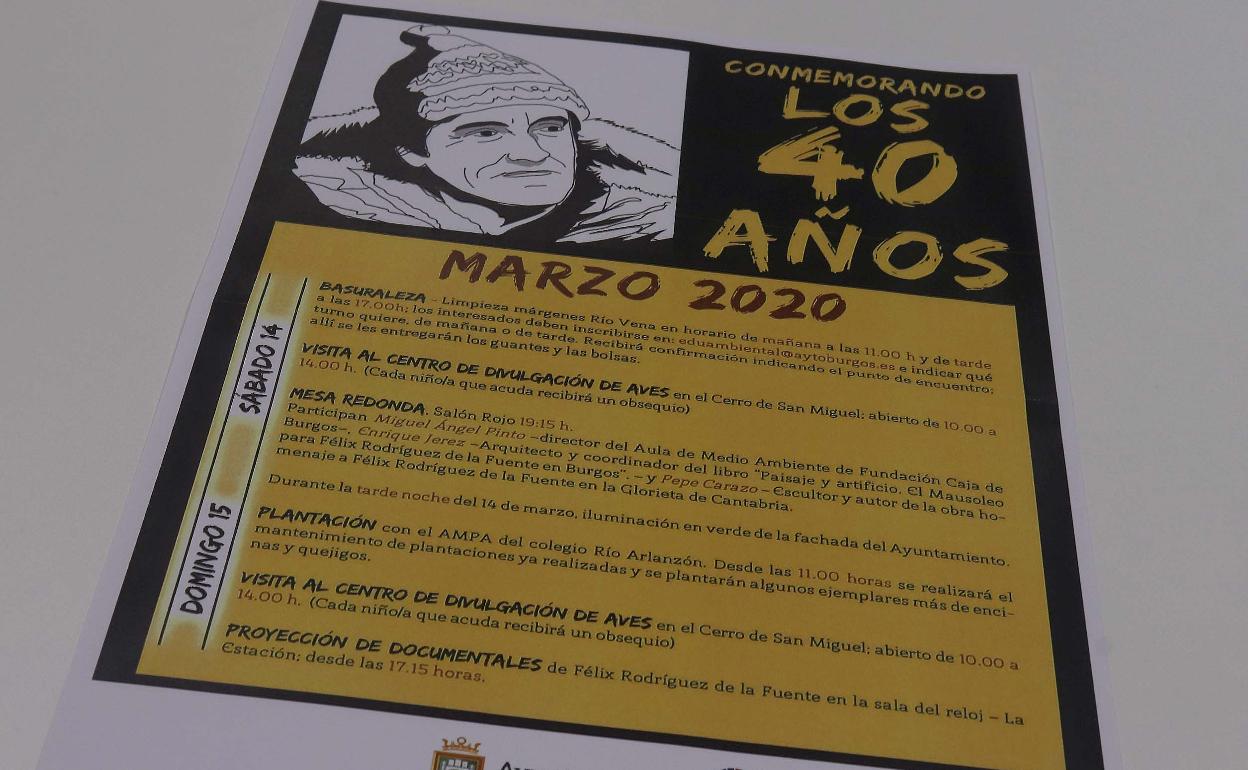 CONMEMORANDO
LOS
40
AÑOS
MARZO 2020
SÁBADO 14
BASURALEZA - Limpieza márgenes Río Vena en horario de mañana a las 11.00 h y de tarde
a las 17.00h; los interesados deben inscribirse en: eduambiental@aytoburgos.es e indicar qué
turno quiere, de mañana o de tarde. Recibirá confirmación indicando el punto de encuentro;
allí se les entregarán los guantes y las bolsas.
VISITA AL CENTRO DE DIVULGACIÓN DE AVES en el Cerro de San Miguel; abierto de 10.00 a
14.00 h. (Cada niño/a que acuda recibirá un obsequio)
MESA REDONDA. Salón Rojo 19:15 h.
Participan Miguel Ángel Pinto –director del Aula de Medio Ambiente de Fundación Caja de
Burgos–, Enrique Jerez –Arquitecto y coordinador del libro "Paisaje y artificio. El Mausoleo
para Félix Rodríguez de la Fuente en Burgos". – y Pepe Carazo – Escultor y autor de la obra ho-
menaje a Félix Rodríguez de la Fuente en la Glorieta de Cantabria.
Durante la tarde noche del 14 de marzo, iluminación en verde de la fachada del Ayuntamiento.
DOMINGO 15
PLANTACIÓN con el AMPA del colegio Río Arlanzón. Desde las 11.00 horas se realizará el
mantenimiento de plantaciones ya realizadas y se plantarán algunos ejemplares más de enci-
nas y quejigos.
VISITA AL CENTRO DE DIVULGACIÓN DE AVES en el Cerro de San Miguel; abierto de 10.00 a
14.00 h. (Cada niño/a que acuda recibirá un obsequio)
PROYECCIÓN DE DOCUMENTALES de Félix Rodríguez de la Fuente en la sala del reloj – La
Estación; desde las 17.15 horas.